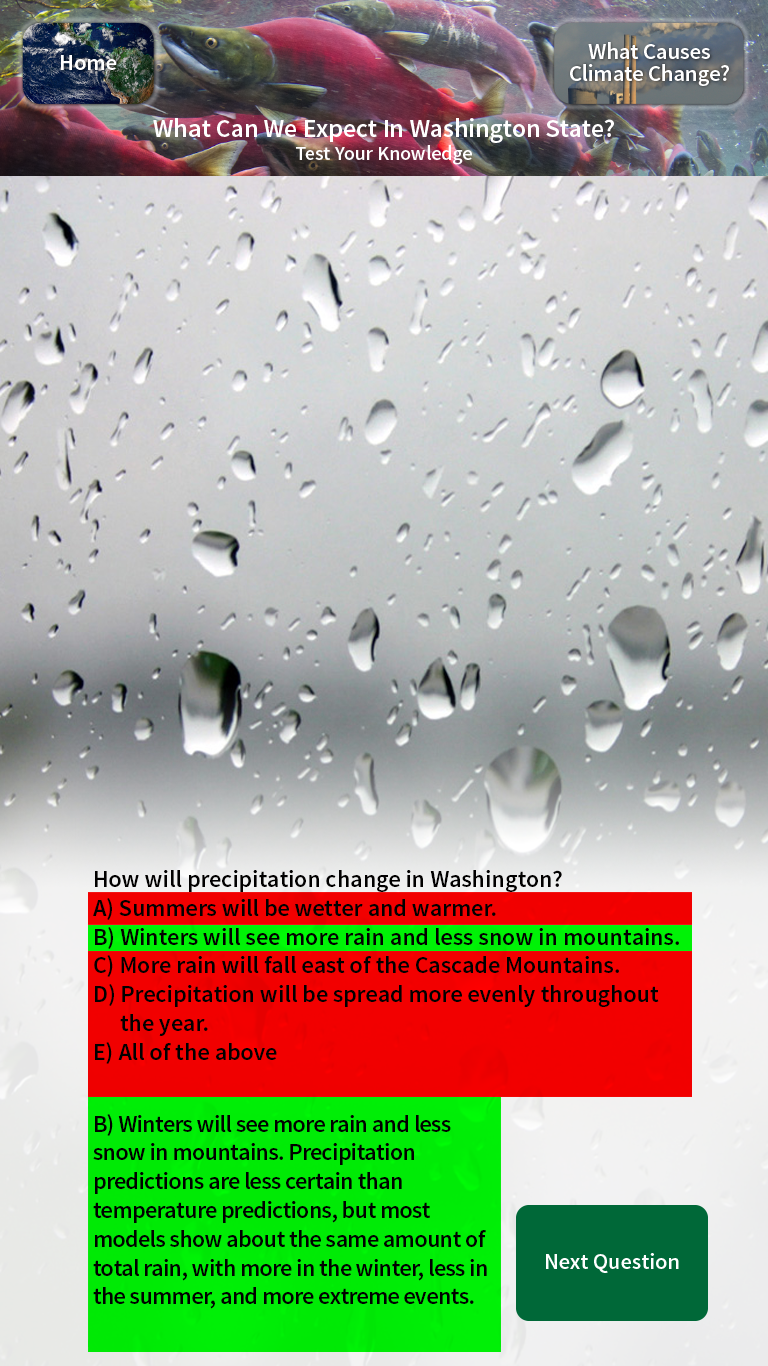 Home
What Causes
Climate Change?
What Can We Expect In Washington State?
Test Your Knowledge
How will precipitation change in Washington?
A) Summers will be wetter and warmer.
B) Winters will see more rain and less snow in mountains.
C) More rain will fall east of the Cascade Mountains.
D) Precipitation will be spread more evenly throughout
the year.
E) All of the above
B) Winters will see more rain and less
snow in mountains. Precipitation
predictions are less certain than
temperature predictions, but most
models show about the same amount of
total rain, with more in the winter, less in
the summer, and more extreme events.
Next Question